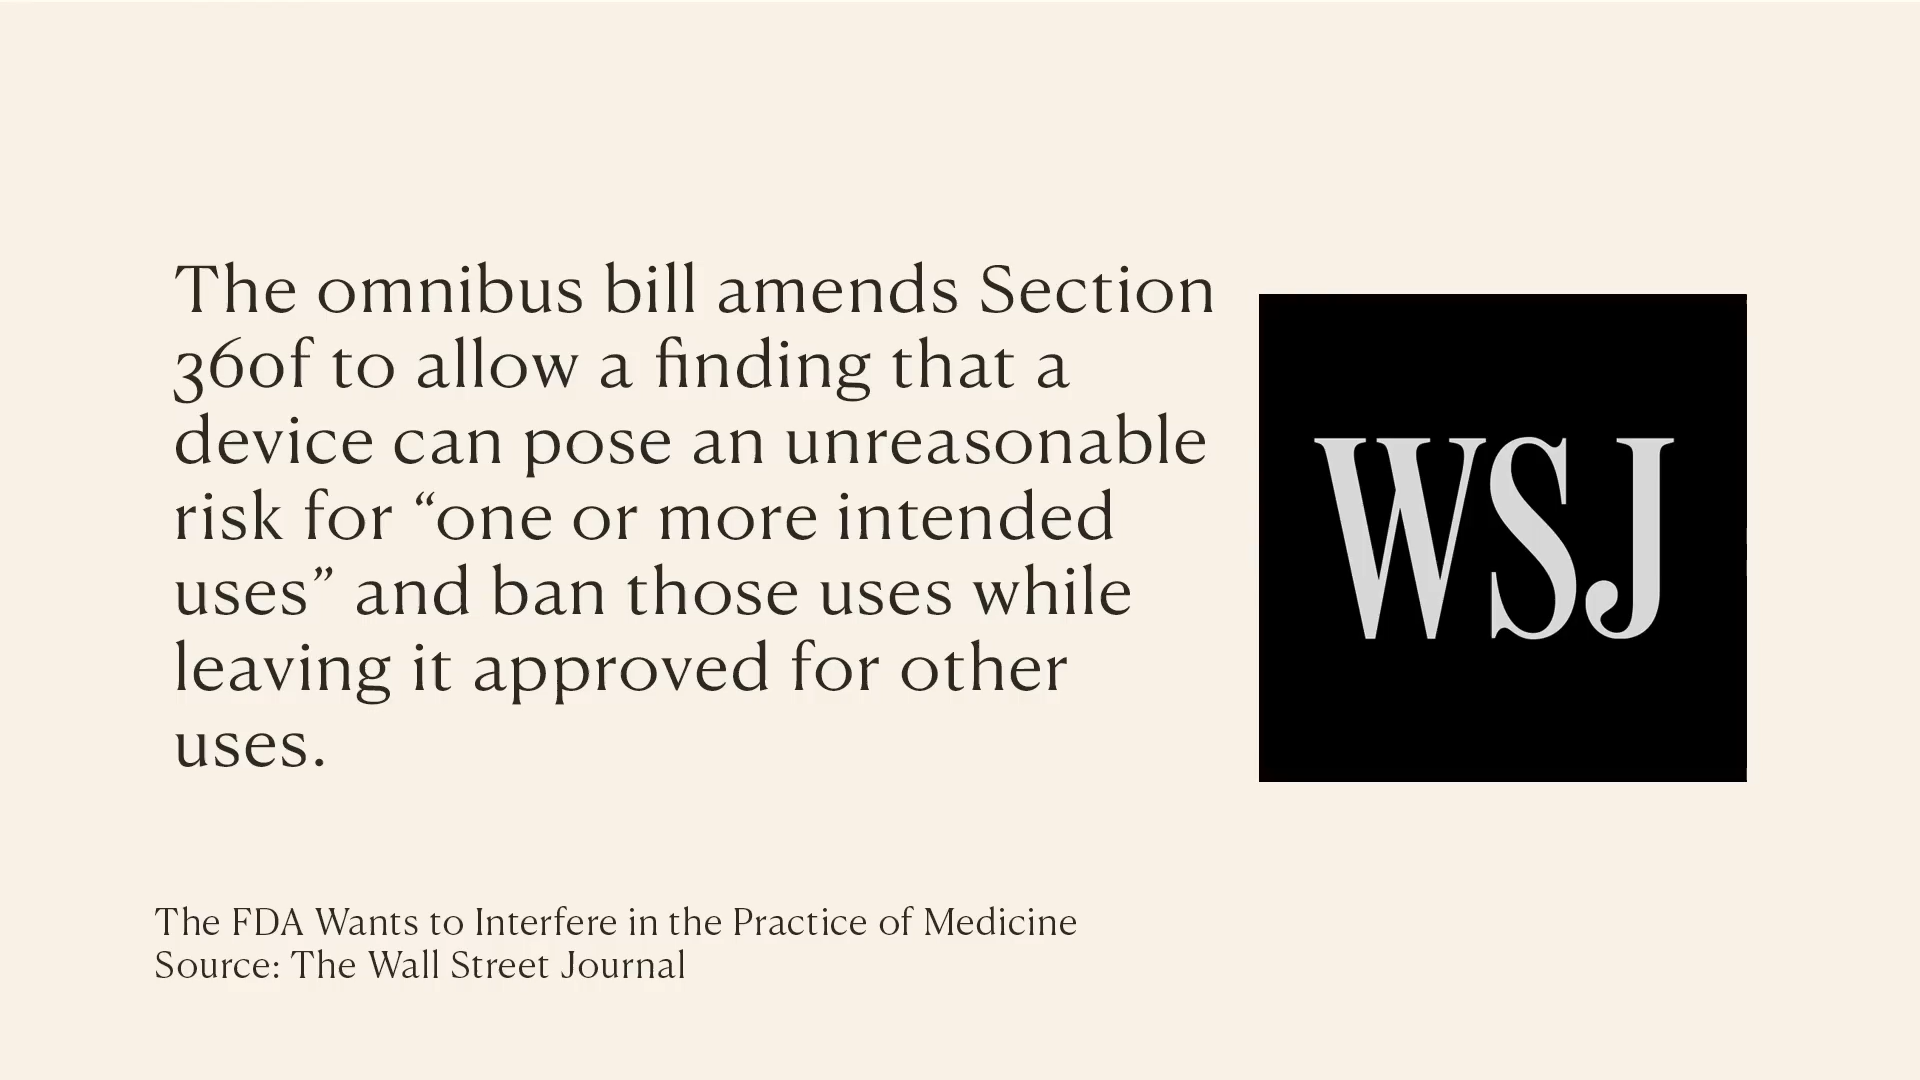 The omnibus bill amends Section
360f to allow a finding that a
device can pose an unreasonable
risk for “one or more intended
uses” and ban those uses while
leaving it approved for other
uses.
WSJ
The FDA Wants to Interfere in the Practice of Medicine
Source: The Wall Street Journal